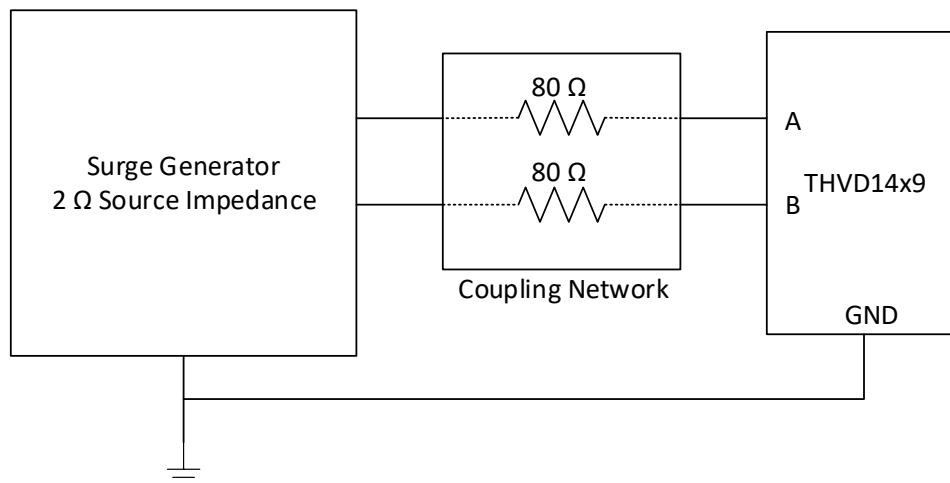 Surge Generator
2 Ω Source Impedance
80 Ω
80 Ω
Coupling Network
A
THVD14x9
B
GND